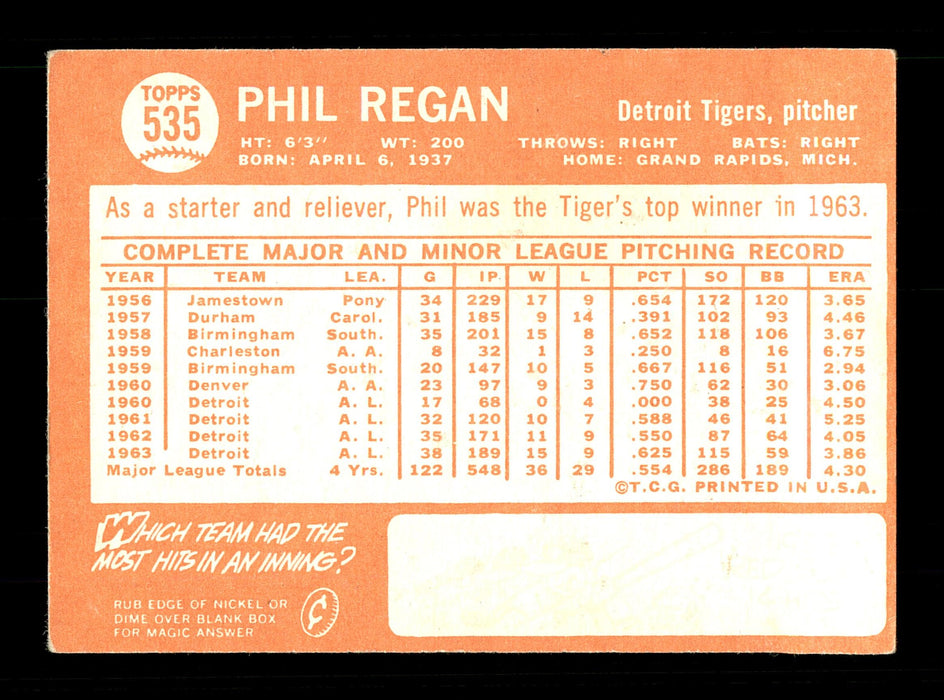 TOPPS
535
PHIL REGAN
Detroit Tigers, pitcher
HT: 6'3" WT: 200 THROWS: RIGHT BATS: RIGHT
BORN: APRIL 6, 1937 HOME: GRAND RAPIDS, MICH.
As a starter and reliever, Phil was the Tiger's top winner in 1963.
COMPLETE MAJOR AND MINOR LEAGUE PITCHING RECORD
YEAR TEAM LEA. G IP W L PCT SO BB ERA
1956 Jamestown Pony 34 229 17 9 .654 172 120 3.65
1957 Durham Carol. 31 185 9 14 .391 102 93 4.46
1958 Birmingham South. 35 201 15 8 .652 118 106 3.67
1959 Charleston A. A. 8 32 1 3 .250 8 16 6.75
1959 Birmingham South. 20 147 10 5 .667 116 51 2.94
1960 Denver A. A. 23 97 9 3 .750 62 30 3.06
1960 Detroit A. L. 17 68 0 4 .000 38 25 4.50
1961 Detroit A. L. 32 120 10 7 .588 46 41 5.25
1962 Detroit A. L. 35 171 11 9 .550 87 64 4.05
1963 Detroit A. L. 38 189 15 9 .625 115 59 3.86
Major League Totals 4 Yrs. 122 548 36 29 .554 286 189 4.30
©T.C.G. PRINTED IN U.S.A.
WHICH TEAM HAD THE
MOST HITS IN AN INNING?
RUB EDGE OF NICKEL OR
DIME OVER BLANK BOX
FOR MAGIC ANSWER
¢